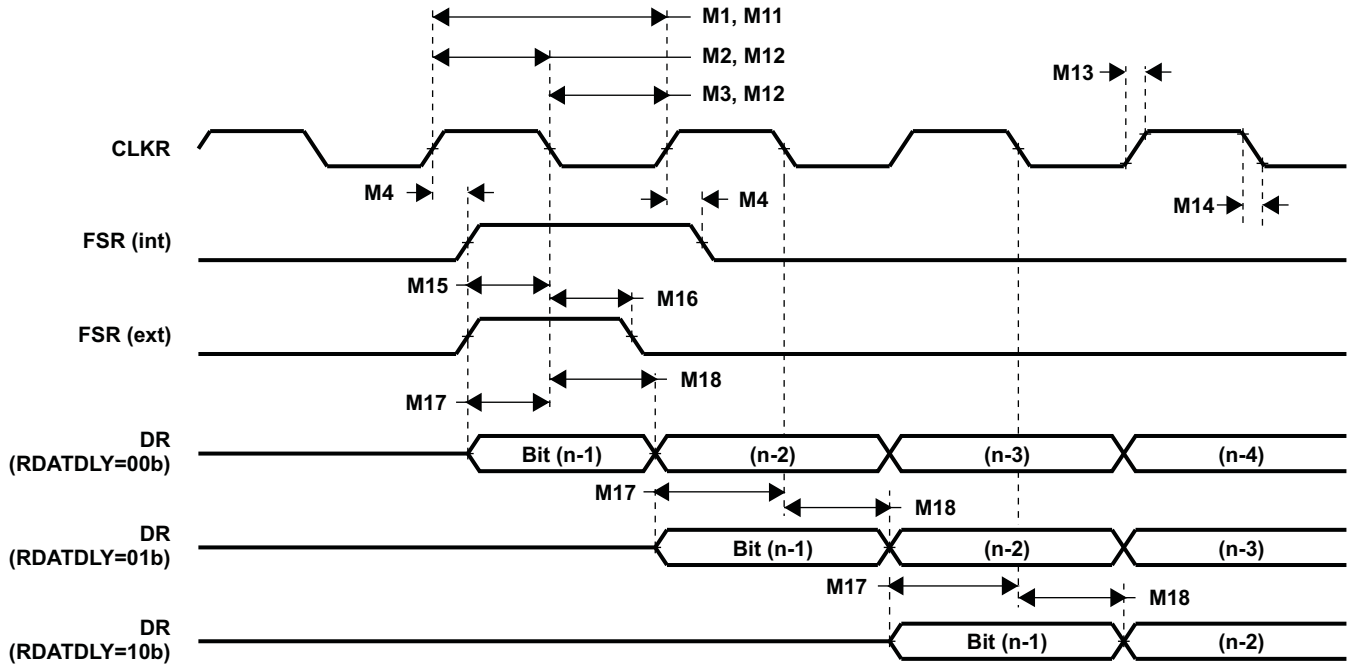 M1, M11
M2, M12
M3, M12
M13
CLKR
M4
M4
M14
FSR (int)
M15
M16
FSR (ext)
M18
M17
DR
(RDATDLY=00b)
Bit (n-1)
(n-2)
(n-3)
(n-4)
M17
M18
DR
(RDATDLY=01b)
Bit (n-1)
(n-2)
(n-3)
M17
M18
DR
(RDATDLY=10b)
Bit (n-1)
(n-2)